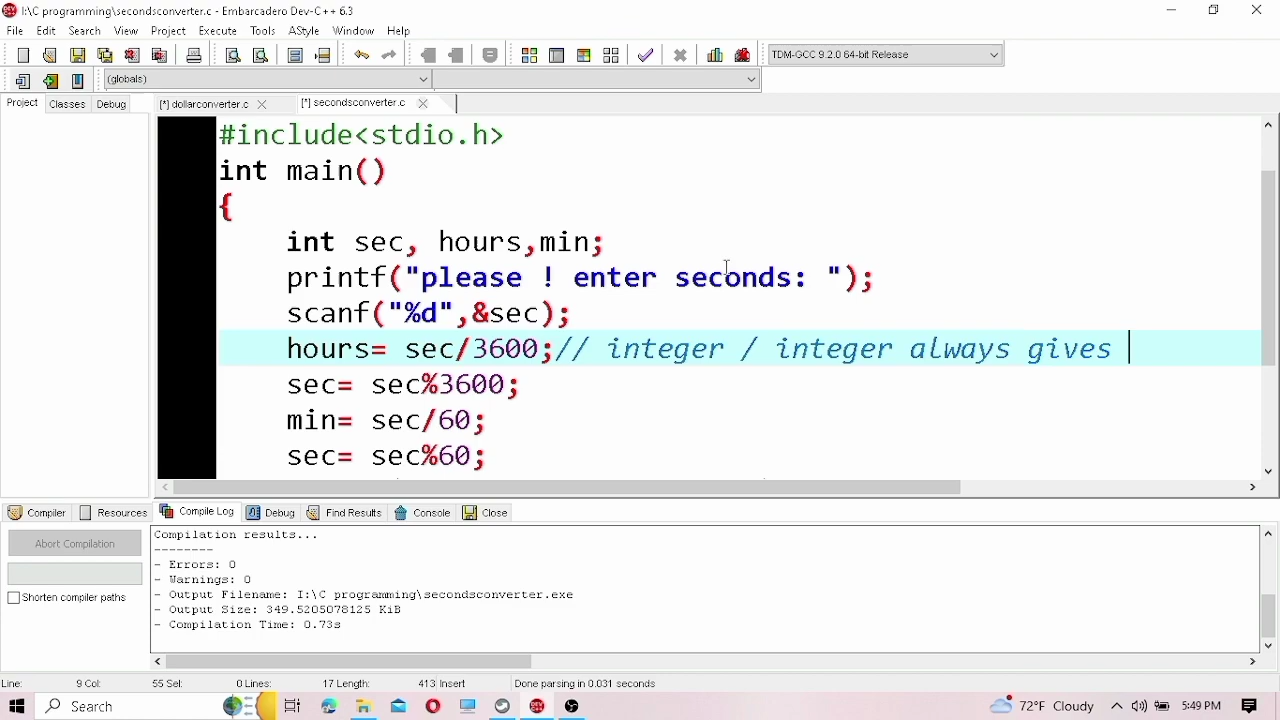 I:\C programming\secondsconverter.c - Embarcadero Dev-C++ 6.3
File Edit Search View Project Execute Tools AStyle Window Help
TDM-GCC 9.2.0 64-bit Release
(globals)
Project Classes Debug
[*] dollarconverter.c [*] secondsconverter.c
#include<stdio.h>
int main()
{
int sec, hours,min;
printf("please ! enter seconds: ");
scanf("%d",&sec);
hours= sec/3600;// integer / integer always gives
sec= sec%3600;
min= sec/60;
sec= sec%60;
Compiler Resources Compile Log Debug Find Results Console Close
Abort Compilation
Shorten compiler paths
Compilation results...
--------
- Errors: 0
- Warnings: 0
- Output Filename: I:\C programming\secondsconverter.exe
- Output Size: 349.5205078125 KiB
- Compilation Time: 0.73s
Line: 9 Col: 55 Sel: 0 Lines: 17 Length: 413 Insert Done parsing in 0.031 seconds
Search 72°F Cloudy 5:49 PM